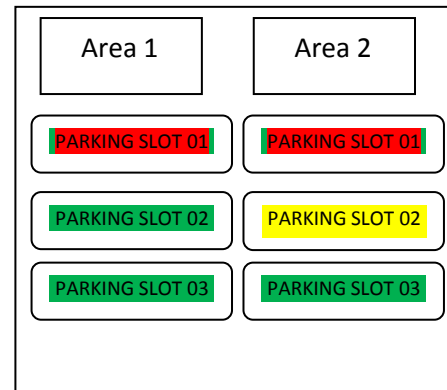 Area 1
Area 2
PARKING SLOT 01
PARKING SLOT 01
PARKING SLOT 02
PARKING SLOT 02
PARKING SLOT 03
PARKING SLOT 03